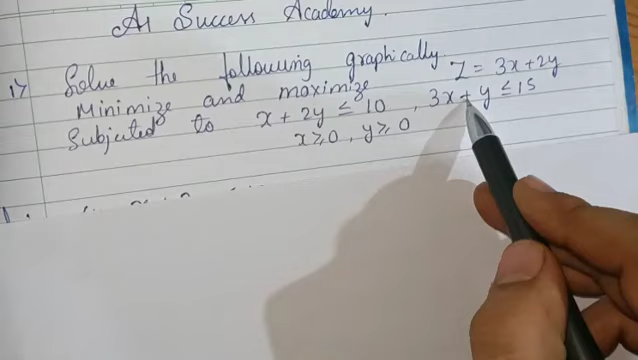 A1 Success Academy.
1) Solve the following graphically
Minimize and maximize Z = 3x + 2y
Subjected to x + 2y ≤ 10 , 3x + y ≤ 15
x ≥ 0 , y ≥ 0